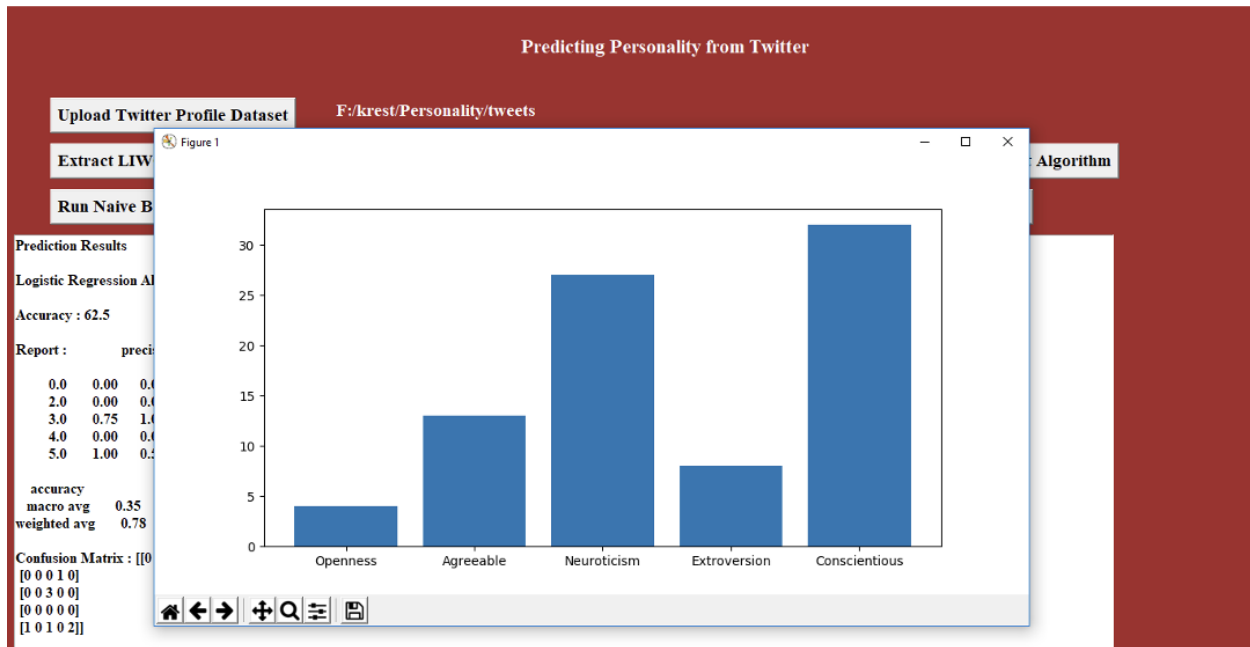 Predicting Personality from Twitter
Upload Twitter Profile Dataset
F:/krest/Personality/tweets
Extract
Algorithm
Run Naive
Figure 1
30
25
20
15
10
5
0
Openness
Agreeable
Neuroticism
Extroversion
Conscientious
Prediction Results
Logistic Regression
Accuracy : 62.5
Report :
0.0 0.00
2.0 0.00
3.0 0.75
4.0 0.00
5.0 1.00
accuracy
macro avg 0.35
weighted avg 0.78
Confusion Matrix : [[0
[0 0 0 1 0]
[0 0 3 0 0]
[0 0 0 0 0]
[1 0 1 0 2]]